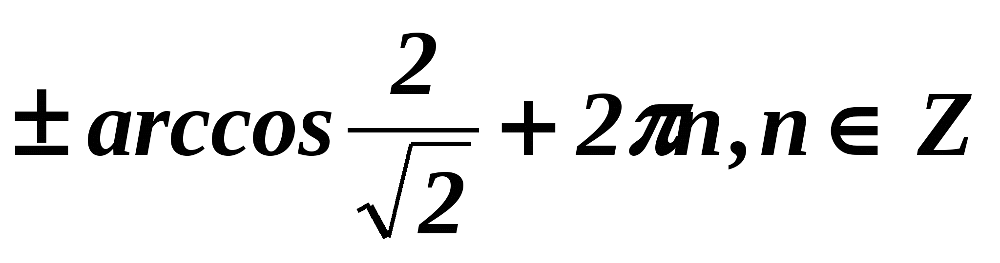 ± arccos 2/√2 + 2πn, n ∈ Z